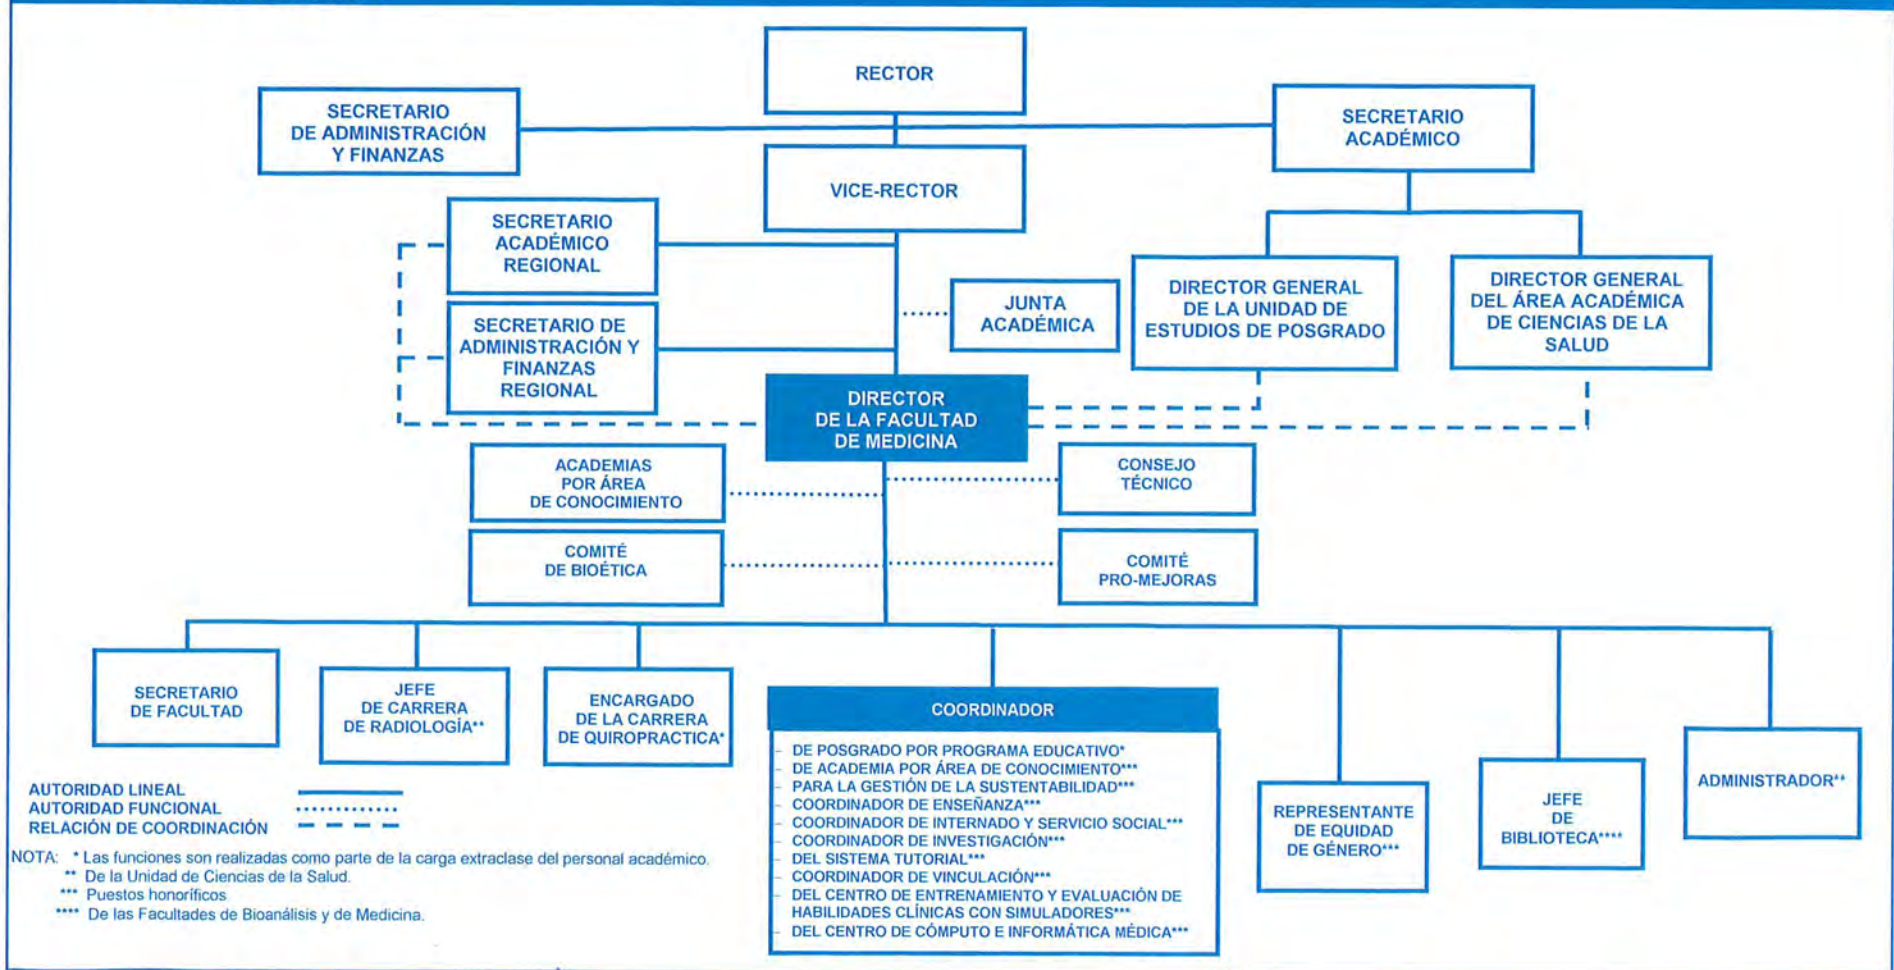 RECTOR
SECRETARIO
DE ADMINISTRACIÓN
Y FINANZAS
SECRETARIO
ACADÉMICO
VICE-RECTOR
SECRETARIO
ACADÉMICO
REGIONAL
SECRETARIO DE
ADMINISTRACIÓN Y
FINANZAS
REGIONAL
JUNTA
ACADÉMICA
DIRECTOR GENERAL
DE LA UNIDAD DE
ESTUDIOS DE POSGRADO
DIRECTOR GENERAL
DEL ÁREA ACADÉMICA
DE CIENCIAS DE LA
SALUD
DIRECTOR
DE LA FACULTAD
DE MEDICINA
ACADEMIAS
POR ÁREA
DE CONOCIMIENTO
CONSEJO
TÉCNICO
COMITÉ
DE BIOÉTICA
COMITÉ
PRO-MEJORAS
SECRETARIO
DE FACULTAD
JEFE
DE CARRERA
DE RADIOLOGÍA**
ENCARGADO
DE LA CARRERA
DE QUIROPRACTICA*
COORDINADOR
- DE POSGRADO POR PROGRAMA EDUCATIVO*
- DE ACADEMIA POR ÁREA DE CONOCIMIENTO***
- PARA LA GESTIÓN DE LA SUSTENTABILIDAD***
- COORDINADOR DE ENSEÑANZA***
- COORDINADOR DE INTERNADO Y SERVICIO SOCIAL***
- COORDINADOR DE INVESTIGACIÓN***
- DEL SISTEMA TUTORIAL***
- COORDINADOR DE VINCULACIÓN***
- DEL CENTRO DE ENTRENAMIENTO Y EVALUACIÓN DE
HABILIDADES CLÍNICAS CON SIMULADORES***
- DEL CENTRO DE CÓMPUTO E INFORMÁTICA MÉDICA***
REPRESENTANTE
DE EQUIDAD
DE GÉNERO***
JEFE
DE
BIBLIOTECA****
ADMINISTRADOR**
AUTORIDAD LINEAL
AUTORIDAD FUNCIONAL
RELACIÓN DE COORDINACIÓN
NOTA: * Las funciones son realizadas como parte de la carga extraclase del personal académico.
** De la Unidad de Ciencias de la Salud.
*** Puestos honoríficos
**** De las Facultades de Bioanálisis y de Medicina.